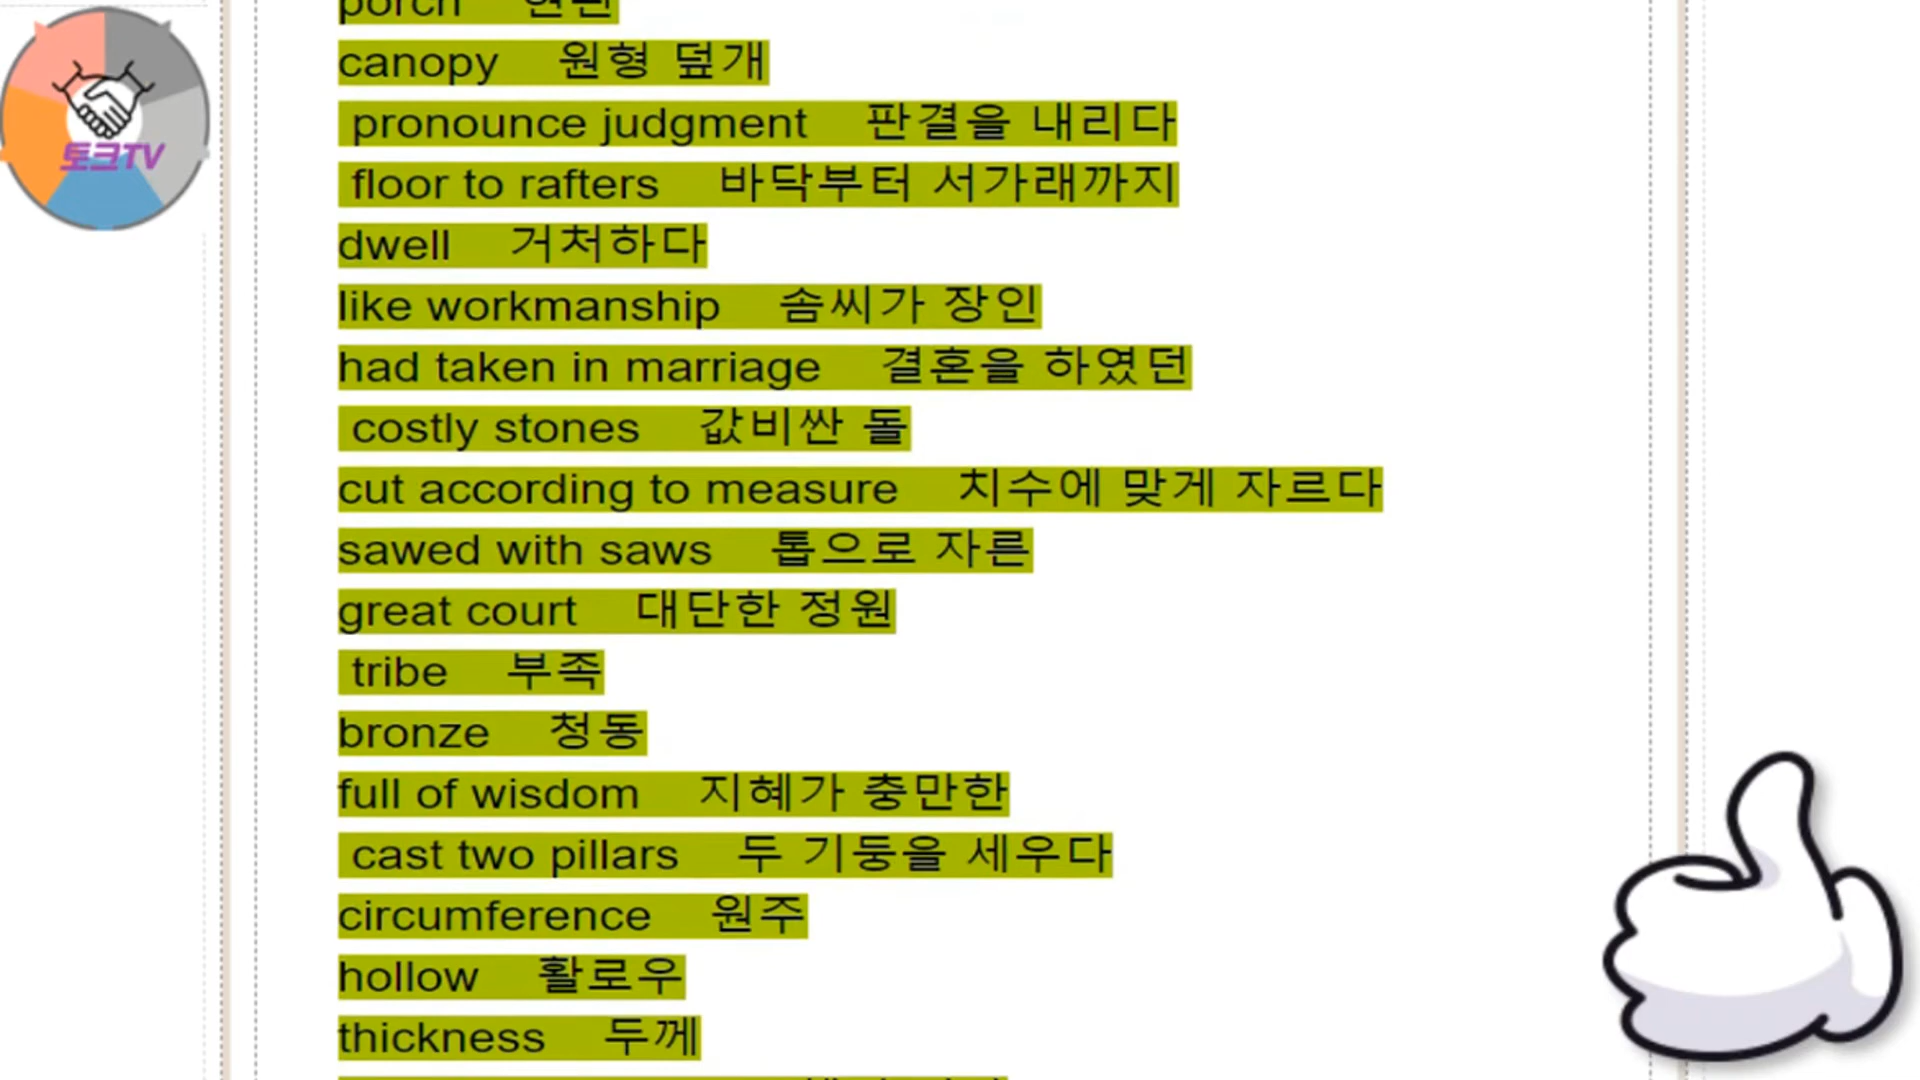 토크TV
porch 현관
canopy 원형 덮개
pronounce judgment 판결을 내리다
floor to rafters 바닥부터 서가래까지
dwell 거처하다
like workmanship 솜씨가 장인
had taken in marriage 결혼을 하였던
costly stones 값비싼 돌
cut according to measure 치수에 맞게 자르다
sawed with saws 톱으로 자른
great court 대단한 정원
tribe 부족
bronze 청동
full of wisdom 지혜가 충만한
cast two pillars 두 기둥을 세우다
circumference 원주
hollow 활로우
thickness 두께